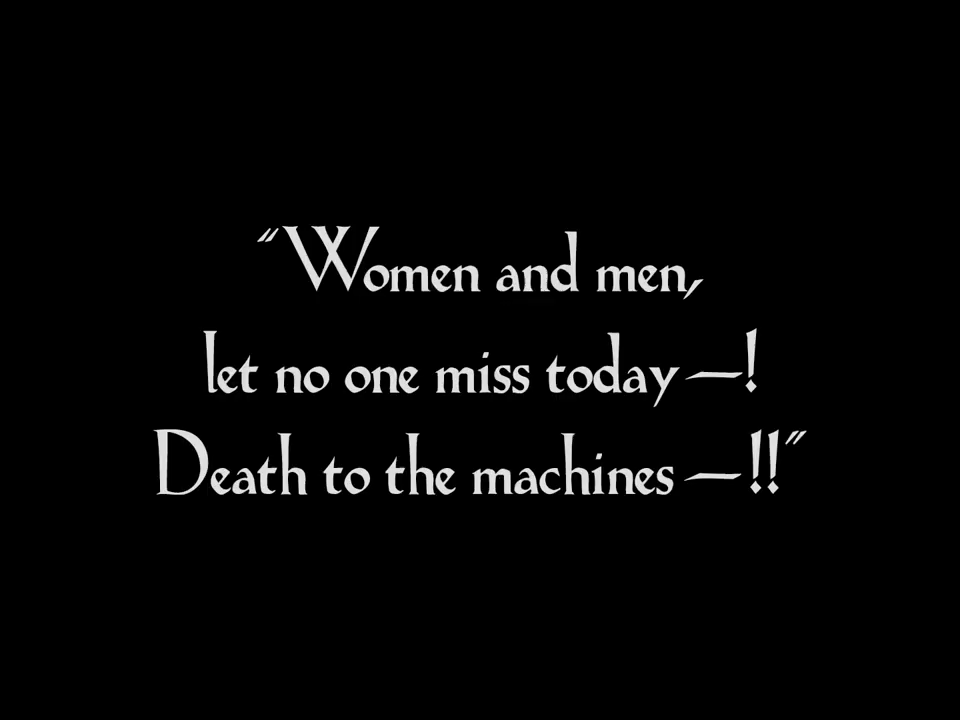 “Women and men,
let no one miss today —!
Death to the machines —!!”